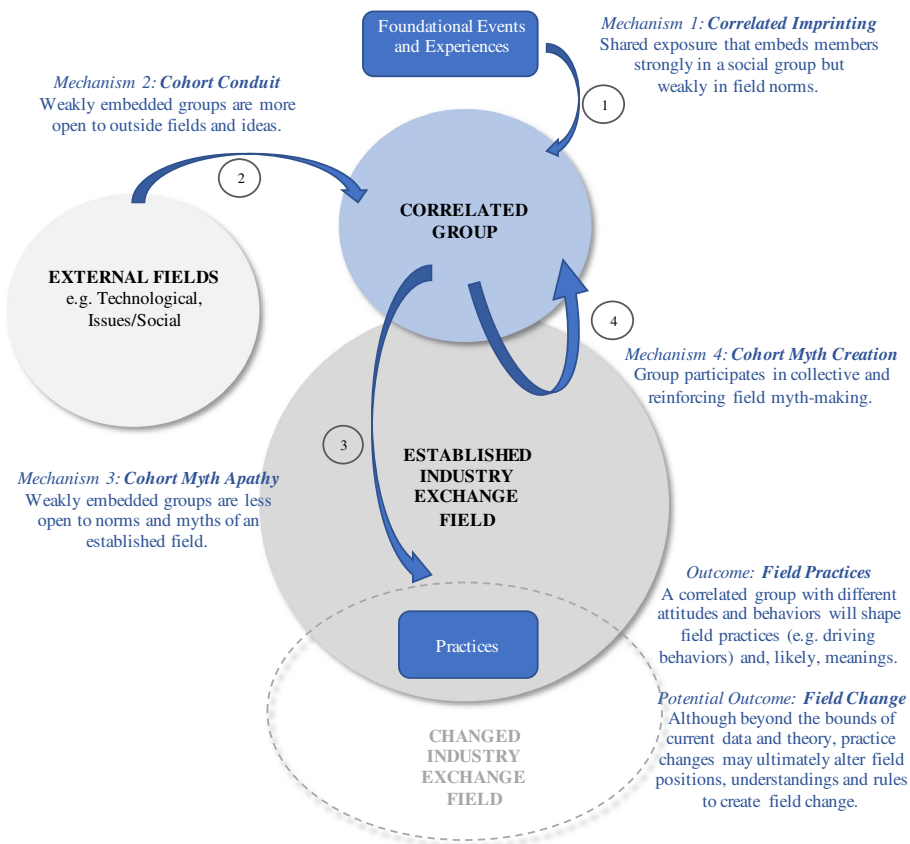 Foundational Events
and Experiences
Mechanism 1: Correlated Imprinting
Shared exposure that embeds members
strongly in a social group but
weakly in field norms.
Mechanism 2: Cohort Conduit
Weakly embedded groups are more
open to outside fields and ideas.
1
2
CORRELATED
GROUP
EXTERNAL FIELDS
e.g. Technological,
Issues/Social
4
Mechanism 4: Cohort Myth Creation
Group participates in collective and
reinforcing field myth-making.
3
Mechanism 3: Cohort Myth Apathy
Weakly embedded groups are less
open to norms and myths of an
established field.
ESTABLISHED
INDUSTRY
EXCHANGE
FIELD
Outcome: Field Practices
A correlated group with different
attitudes and behaviors will shape
field practices (e.g. driving
behaviors) and, likely, meanings.
Practices
Potential Outcome: Field Change
Although beyond the bounds of
current data and theory, practice
changes may ultimately alter field
positions, understandings and rules
to create field change.
CHANGED
INDUSTRY
EXCHANGE
FIELD